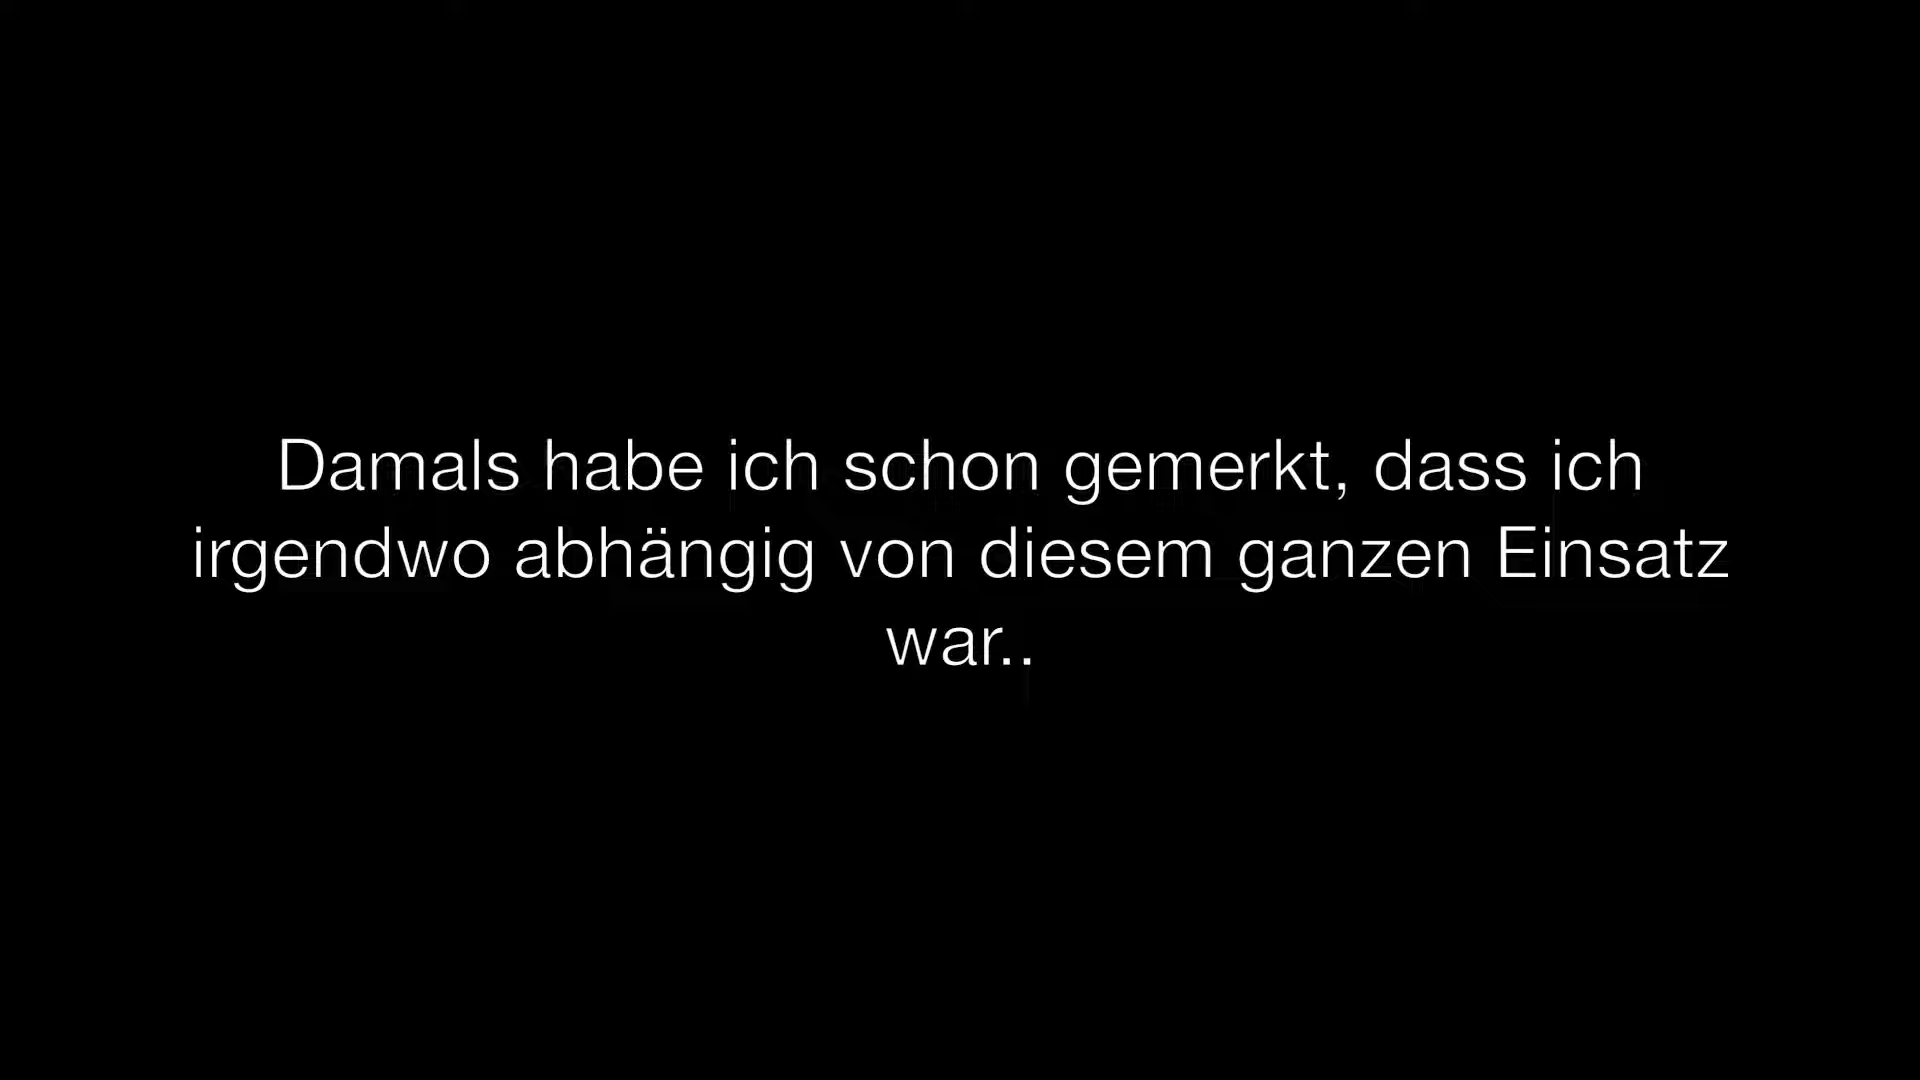 Damals habe ich schon gemerkt, dass ich
irgendwo abhängig von diesem ganzen Einsatz
war..